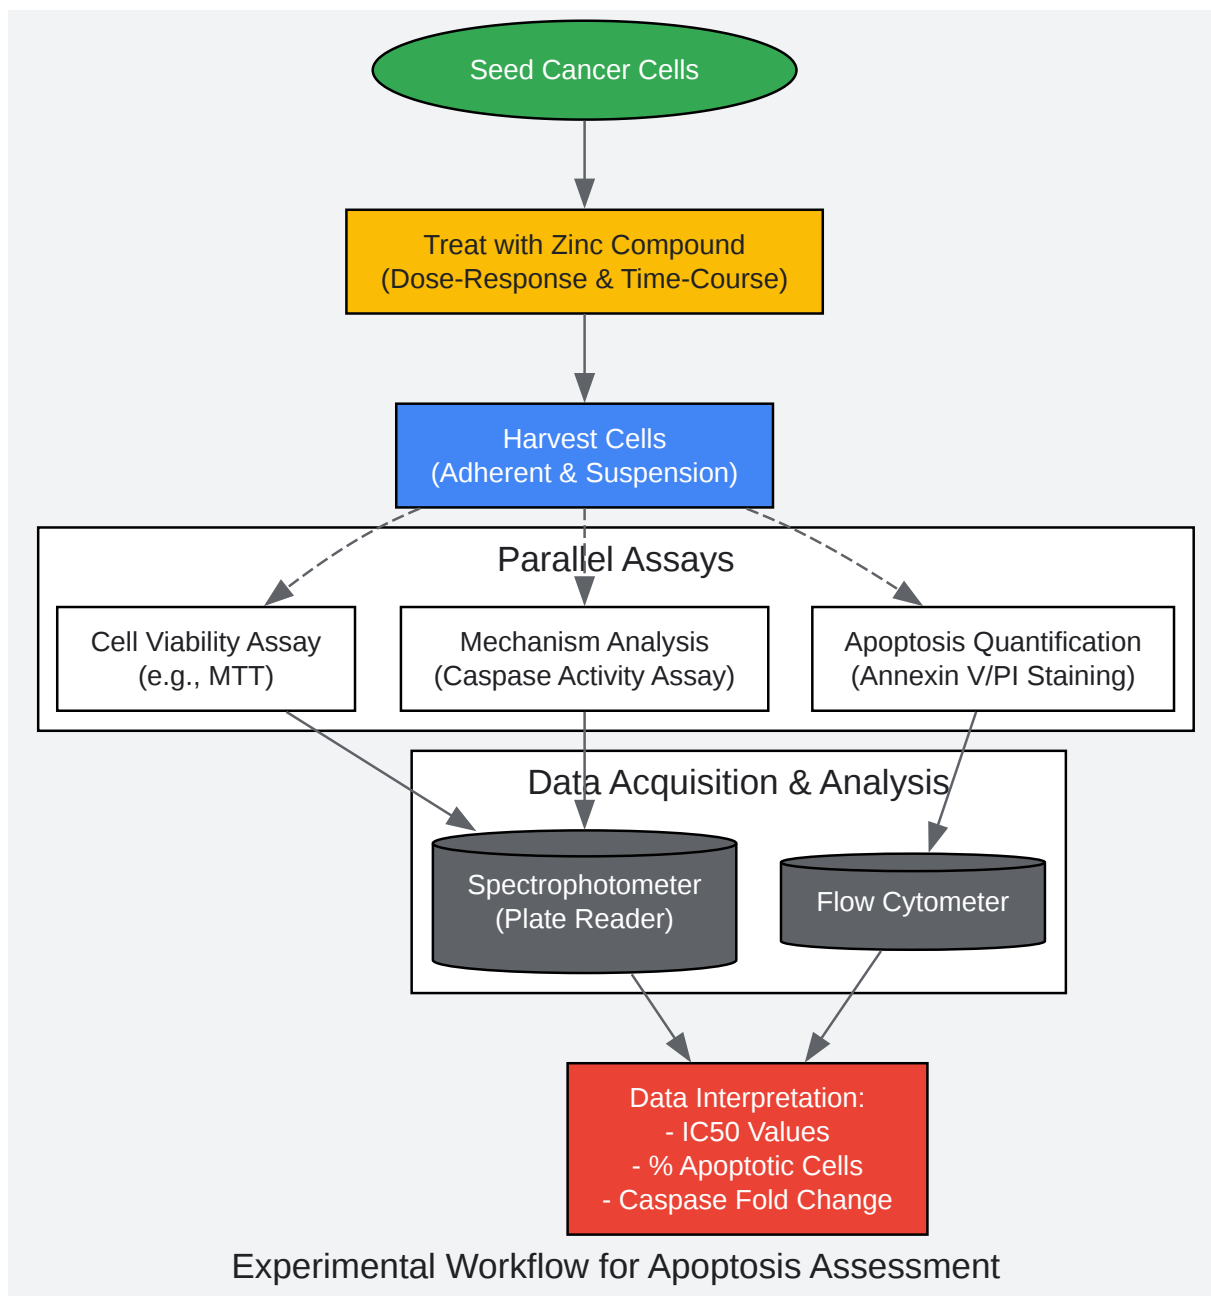 Seed Cancer Cells
Treat with Zinc Compound
(Dose-Response & Time-Course)
Harvest Cells
(Adherent & Suspension)
Parallel Assays
Cell Viability Assay
(e.g., MTT)
Mechanism Analysis
(Caspase Activity Assay)
Apoptosis Quantification
(Annexin V/PI Staining)
Data Acquisition & Analysis
Spectrophotometer
(Plate Reader)
Flow Cytometer
Data Interpretation:
- IC50 Values
- % Apoptotic Cells
- Caspase Fold Change
Experimental Workflow for Apoptosis Assessment